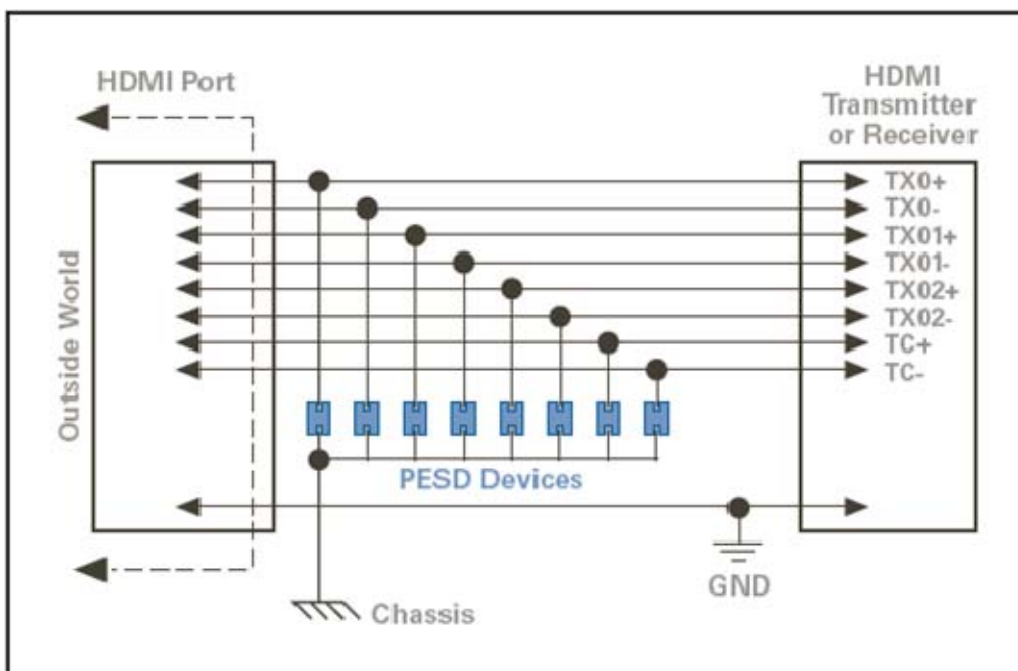 HDMI Port
HDMI
Transmitter
or Receiver
Outside World
TX0+
TX0-
TX01+
TX01-
TX02+
TX02-
TC+
TC-
PESD Devices
GND
Chassis